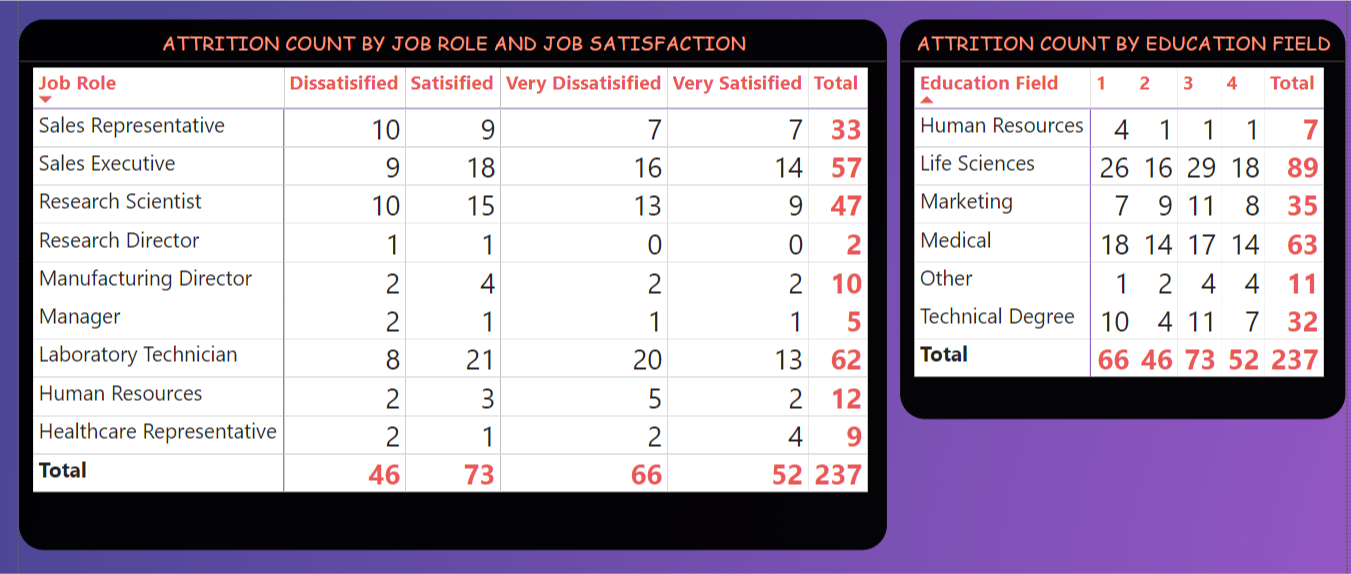 ATTRITION COUNT BY JOB ROLE AND JOB SATISFACTION
Job Role Dissatisified Satisified Very Dissatisified Very Satisified Total
Sales Representative 10 9 7 7 33
Sales Executive 9 18 16 14 57
Research Scientist 10 15 13 9 47
Research Director 1 1 0 0 2
Manufacturing Director 2 4 2 2 10
Manager 2 1 1 1 5
Laboratory Technician 8 21 20 13 62
Human Resources 2 3 5 2 12
Healthcare Representative 2 1 2 4 9
Total 46 73 66 52 237
ATTRITION COUNT BY EDUCATION FIELD
Education Field 1 2 3 4 Total
Human Resources 4 1 1 1 7
Life Sciences 26 16 29 18 89
Marketing 7 9 11 8 35
Medical 18 14 17 14 63
Other 1 2 4 4 11
Technical Degree 10 4 11 7 32
Total 66 46 73 52 237